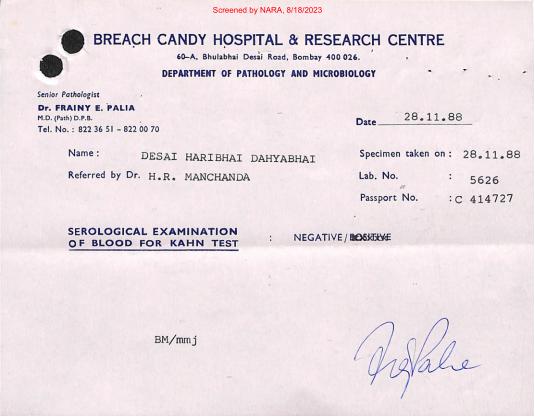 Screened by NARA, 8/18/2023
BREACH CANDY HOSPITAL & RESEARCH CENTRE
60-A, Bhulabhai Desai Road, Bombay 400 026.
DEPARTMENT OF PATHOLOGY AND MICROBIOLOGY
Senior Pathologist
Dr. FRAINY E. PALIA
M.D. (Path) D.P.B.
Tel. No. : 822 36 51 – 822 00 70
Date 28.11.88
Name : DESAI HARIBHAI DAHYABHAI
Specimen taken on : 28.11.88
Referred by Dr. H.R. MANCHANDA
Lab. No. : 5626
Passport No. : C 414727
SEROLOGICAL EXAMINATION
OF BLOOD FOR KAHN TEST : NEGATIVE/POSITIVE
BM/mmj